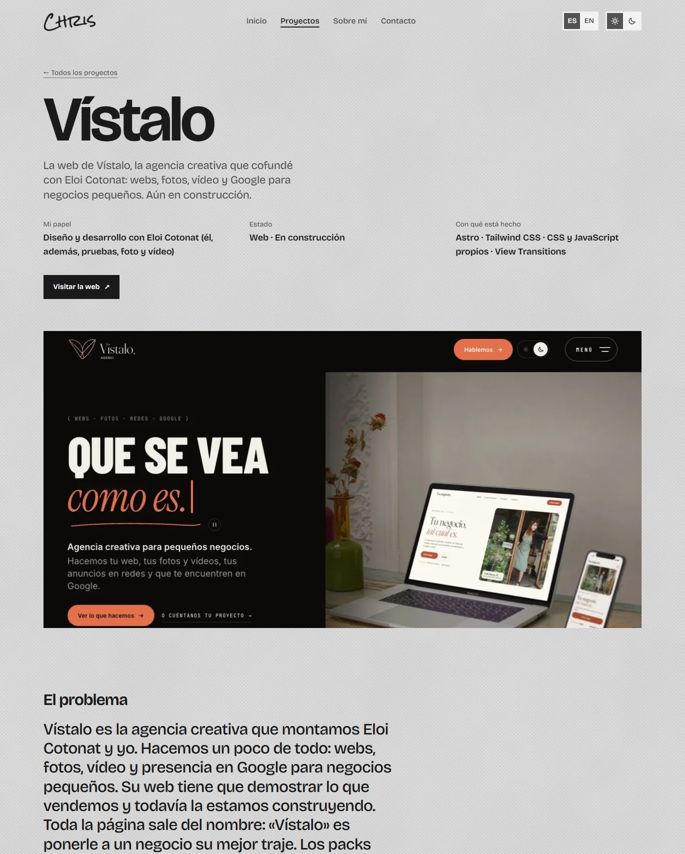 CHRIS
Inicio Proyectos Sobre mí Contacto
ES EN
← Todos los proyectos
Vístalo
La web de Vístalo, la agencia creativa que cofundé
con Eloi Cotonat: webs, fotos, vídeo y Google para
negocios pequeños. Aún en construcción.
Mi papel
Diseño y desarrollo con Eloi Cotonat (él,
además, pruebas, foto y vídeo)
Estado
Web · En construcción
Con qué está hecho
Astro · Tailwind CSS · CSS y JavaScript
propios · View Transitions
Visitar la web ↗
Vístalo.
AGENCY
Hablemos →
MENÚ
( WEBS · FOTOS · REDES · GOOGLE )
QUE SE VEA
como es.
Agencia creativa para pequeños negocios.
Hacemos tu web, tus fotos y vídeos, tus
anuncios en redes y que te encuentren en
Google.
Ver lo que hacemos →
O CUÉNTANOS TU PROYECTO →
Tu negocio,
tal cual es.
El problema
Vístalo es la agencia creativa que montamos Eloi
Cotonat y yo. Hacemos un poco de todo: webs,
fotos, vídeo y presencia en Google para negocios
pequeños. Su web tiene que demostrar lo que
vendemos y todavía la estamos construyendo.
Toda la página sale del nombre: «Vístalo» es
ponerle a un negocio su mejor traje. Los packs